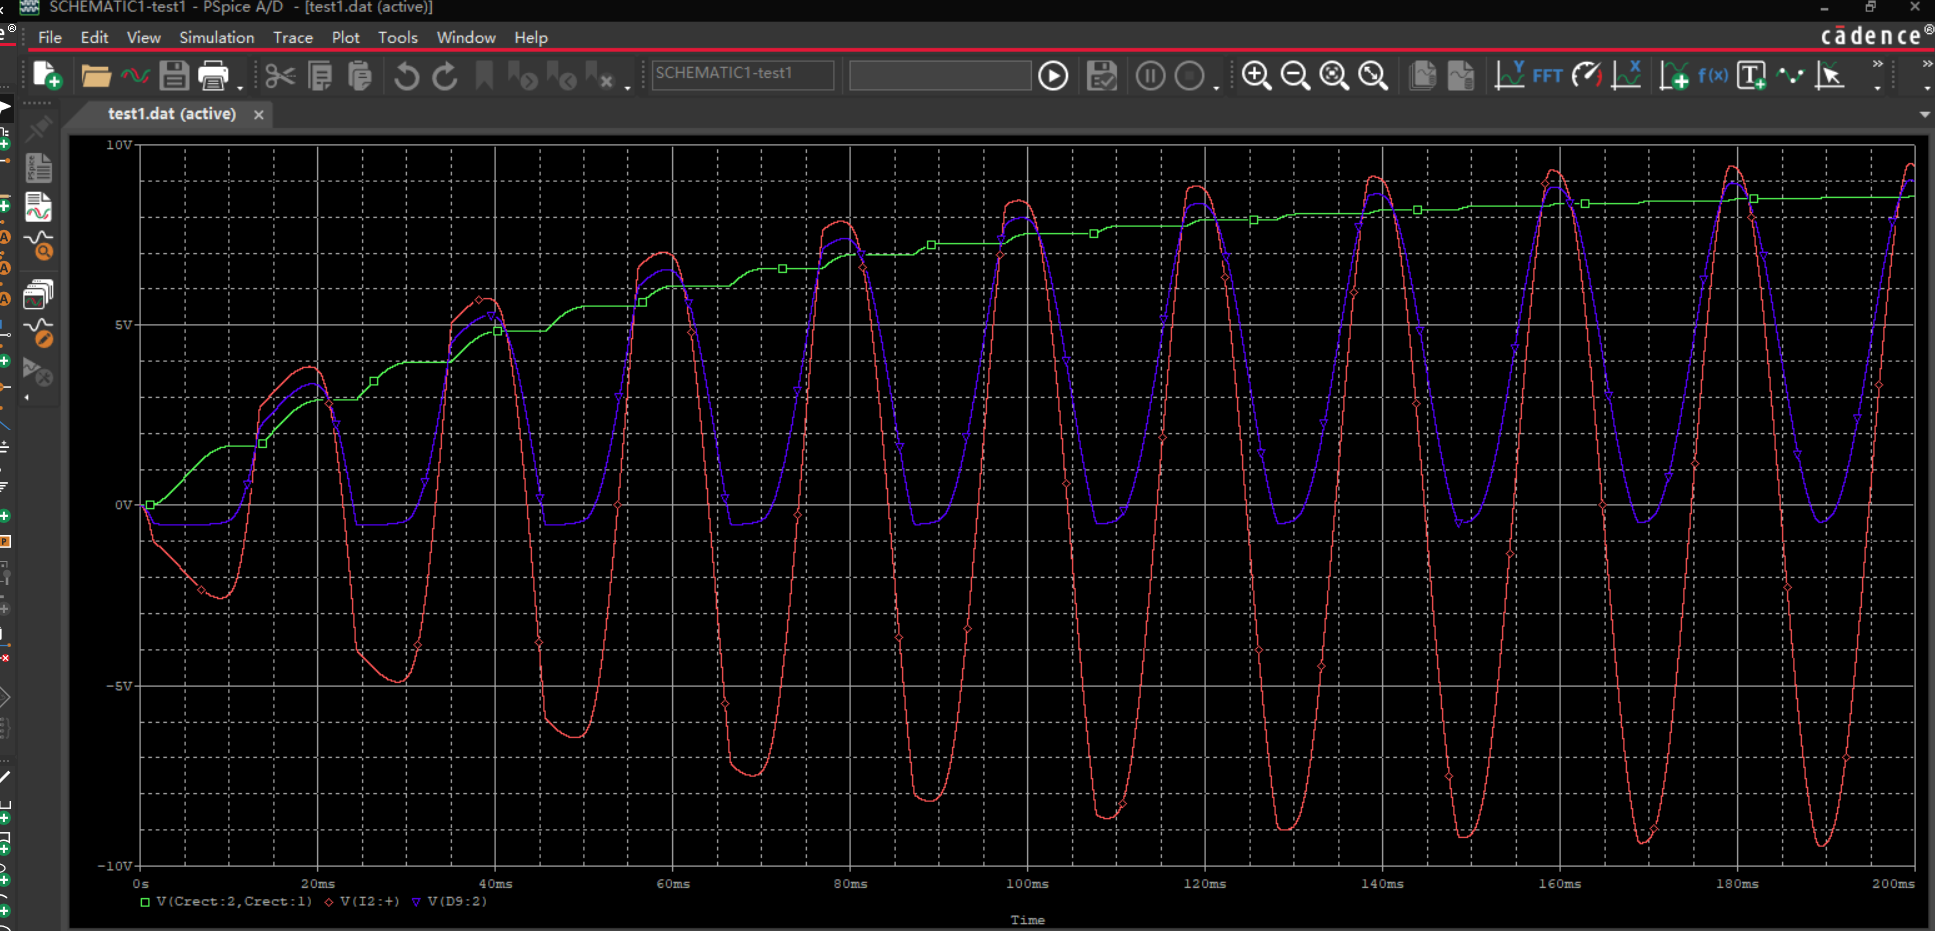 SCHEMATIC1-test1 - PSpice A/D - [test1.dat (active)]
File Edit View Simulation Trace Plot Tools Window Help
cādence®
SCHEMATIC1-test1
Y FFT X f(x) T
test1.dat (active)
10V
5V
0V
-5V
-10V
0s 20ms 40ms 60ms 80ms 100ms 120ms 140ms 160ms 180ms 200ms
V(Crect:2,Crect:1) V(I2:+) V(D9:2)
Time